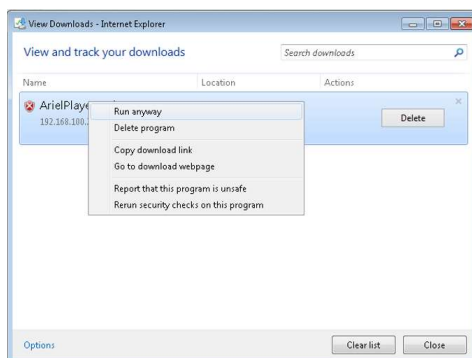 View Downloads - Internet Explorer
View and track your downloads
Search downloads
Name Location Actions
Run anyway
Delete program
Copy download link
Go to download webpage
Report that this program is unsafe
Rerun security checks on this program
ArielPlaye
192.168.100.
Delete
Options
Clear list
Close